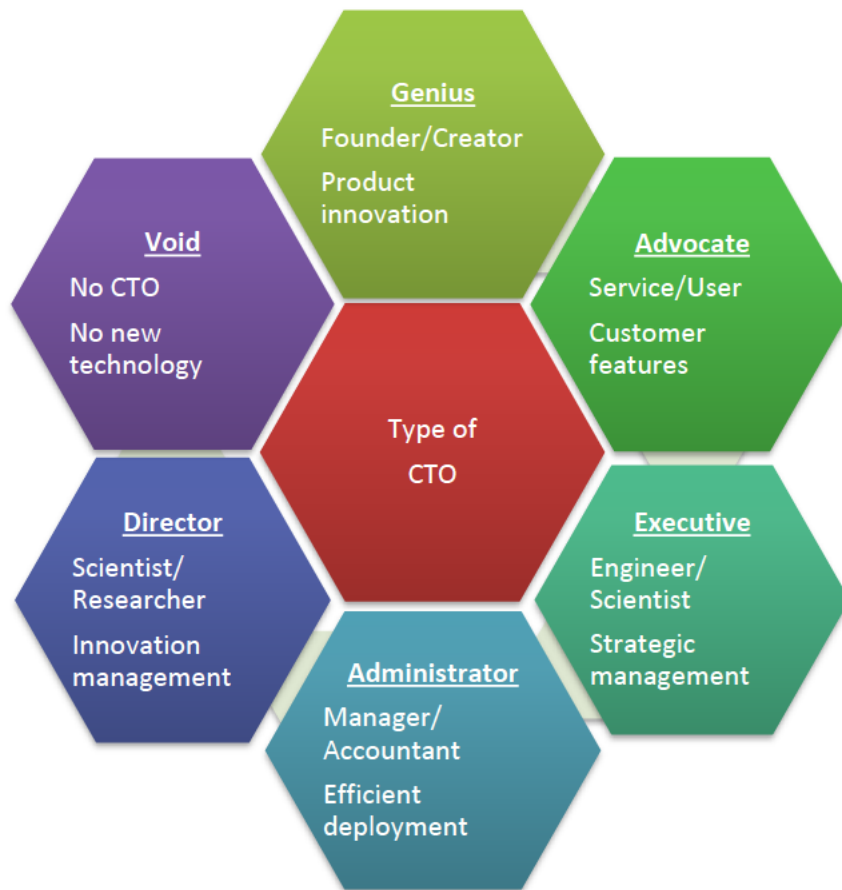 Genius
Founder/Creator
Product
innovation
Advocate
Service/User
Customer
features
Executive
Engineer/
Scientist
Strategic
management
Administrator
Manager/
Accountant
Efficient
deployment
Director
Scientist/
Researcher
Innovation
management
Void
No CTO
No new
technology
Type of
CTO